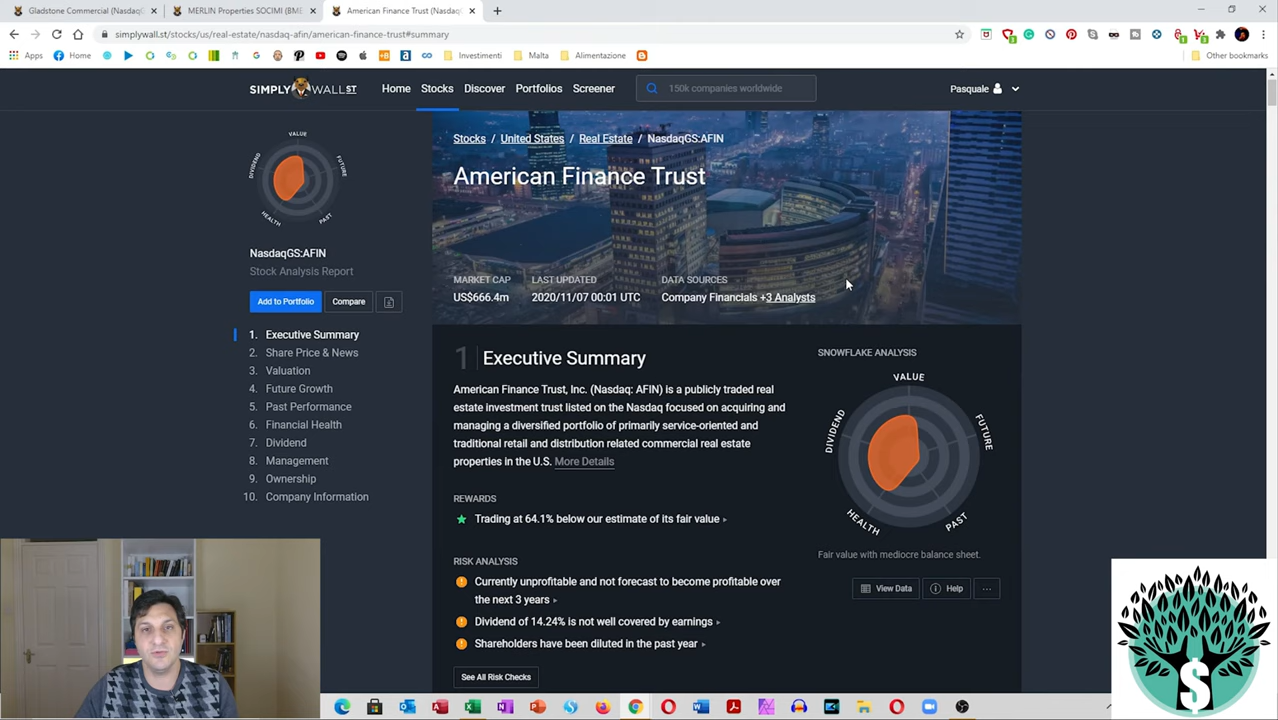 Gladstone Commercial (Nasdaq
MERLIN Properties SOCIMI (BME:
American Finance Trust (NasdaqG
simplywall.st/stocks/us/real-estate/nasdaq-afin/american-finance-trust#summary
Apps
Home
Investimenti
Malta
Alimentazione
Other bookmarks
SIMPLY WALL ST
Home
Stocks
Discover
Portfolios
Screener
150k companies worldwide
Pasquale
VALUE
FUTURE
PAST
HEALTH
DIVIDEND
NasdaqGS:AFIN
Stock Analysis Report
Add to Portfolio
Compare
1. Executive Summary
2. Share Price & News
3. Valuation
4. Future Growth
5. Past Performance
6. Financial Health
7. Dividend
8. Management
9. Ownership
10. Company Information
Stocks / United States / Real Estate / NasdaqGS:AFIN
American Finance Trust
MARKET CAP
US$666.4m
LAST UPDATED
2020/11/07 00:01 UTC
DATA SOURCES
Company Financials +3 Analysts
1 Executive Summary
American Finance Trust, Inc. (Nasdaq: AFIN) is a publicly traded real
estate investment trust listed on the Nasdaq focused on acquiring and
managing a diversified portfolio of primarily service-oriented and
traditional retail and distribution related commercial real estate
properties in the U.S. More Details
REWARDS
Trading at 64.1% below our estimate of its fair value
RISK ANALYSIS
Currently unprofitable and not forecast to become profitable over
the next 3 years
Dividend of 14.24% is not well covered by earnings
Shareholders have been diluted in the past year
See All Risk Checks
SNOWFLAKE ANALYSIS
VALUE
FUTURE
PAST
HEALTH
DIVIDEND
Fair value with mediocre balance sheet.
View Data
Help
...
$